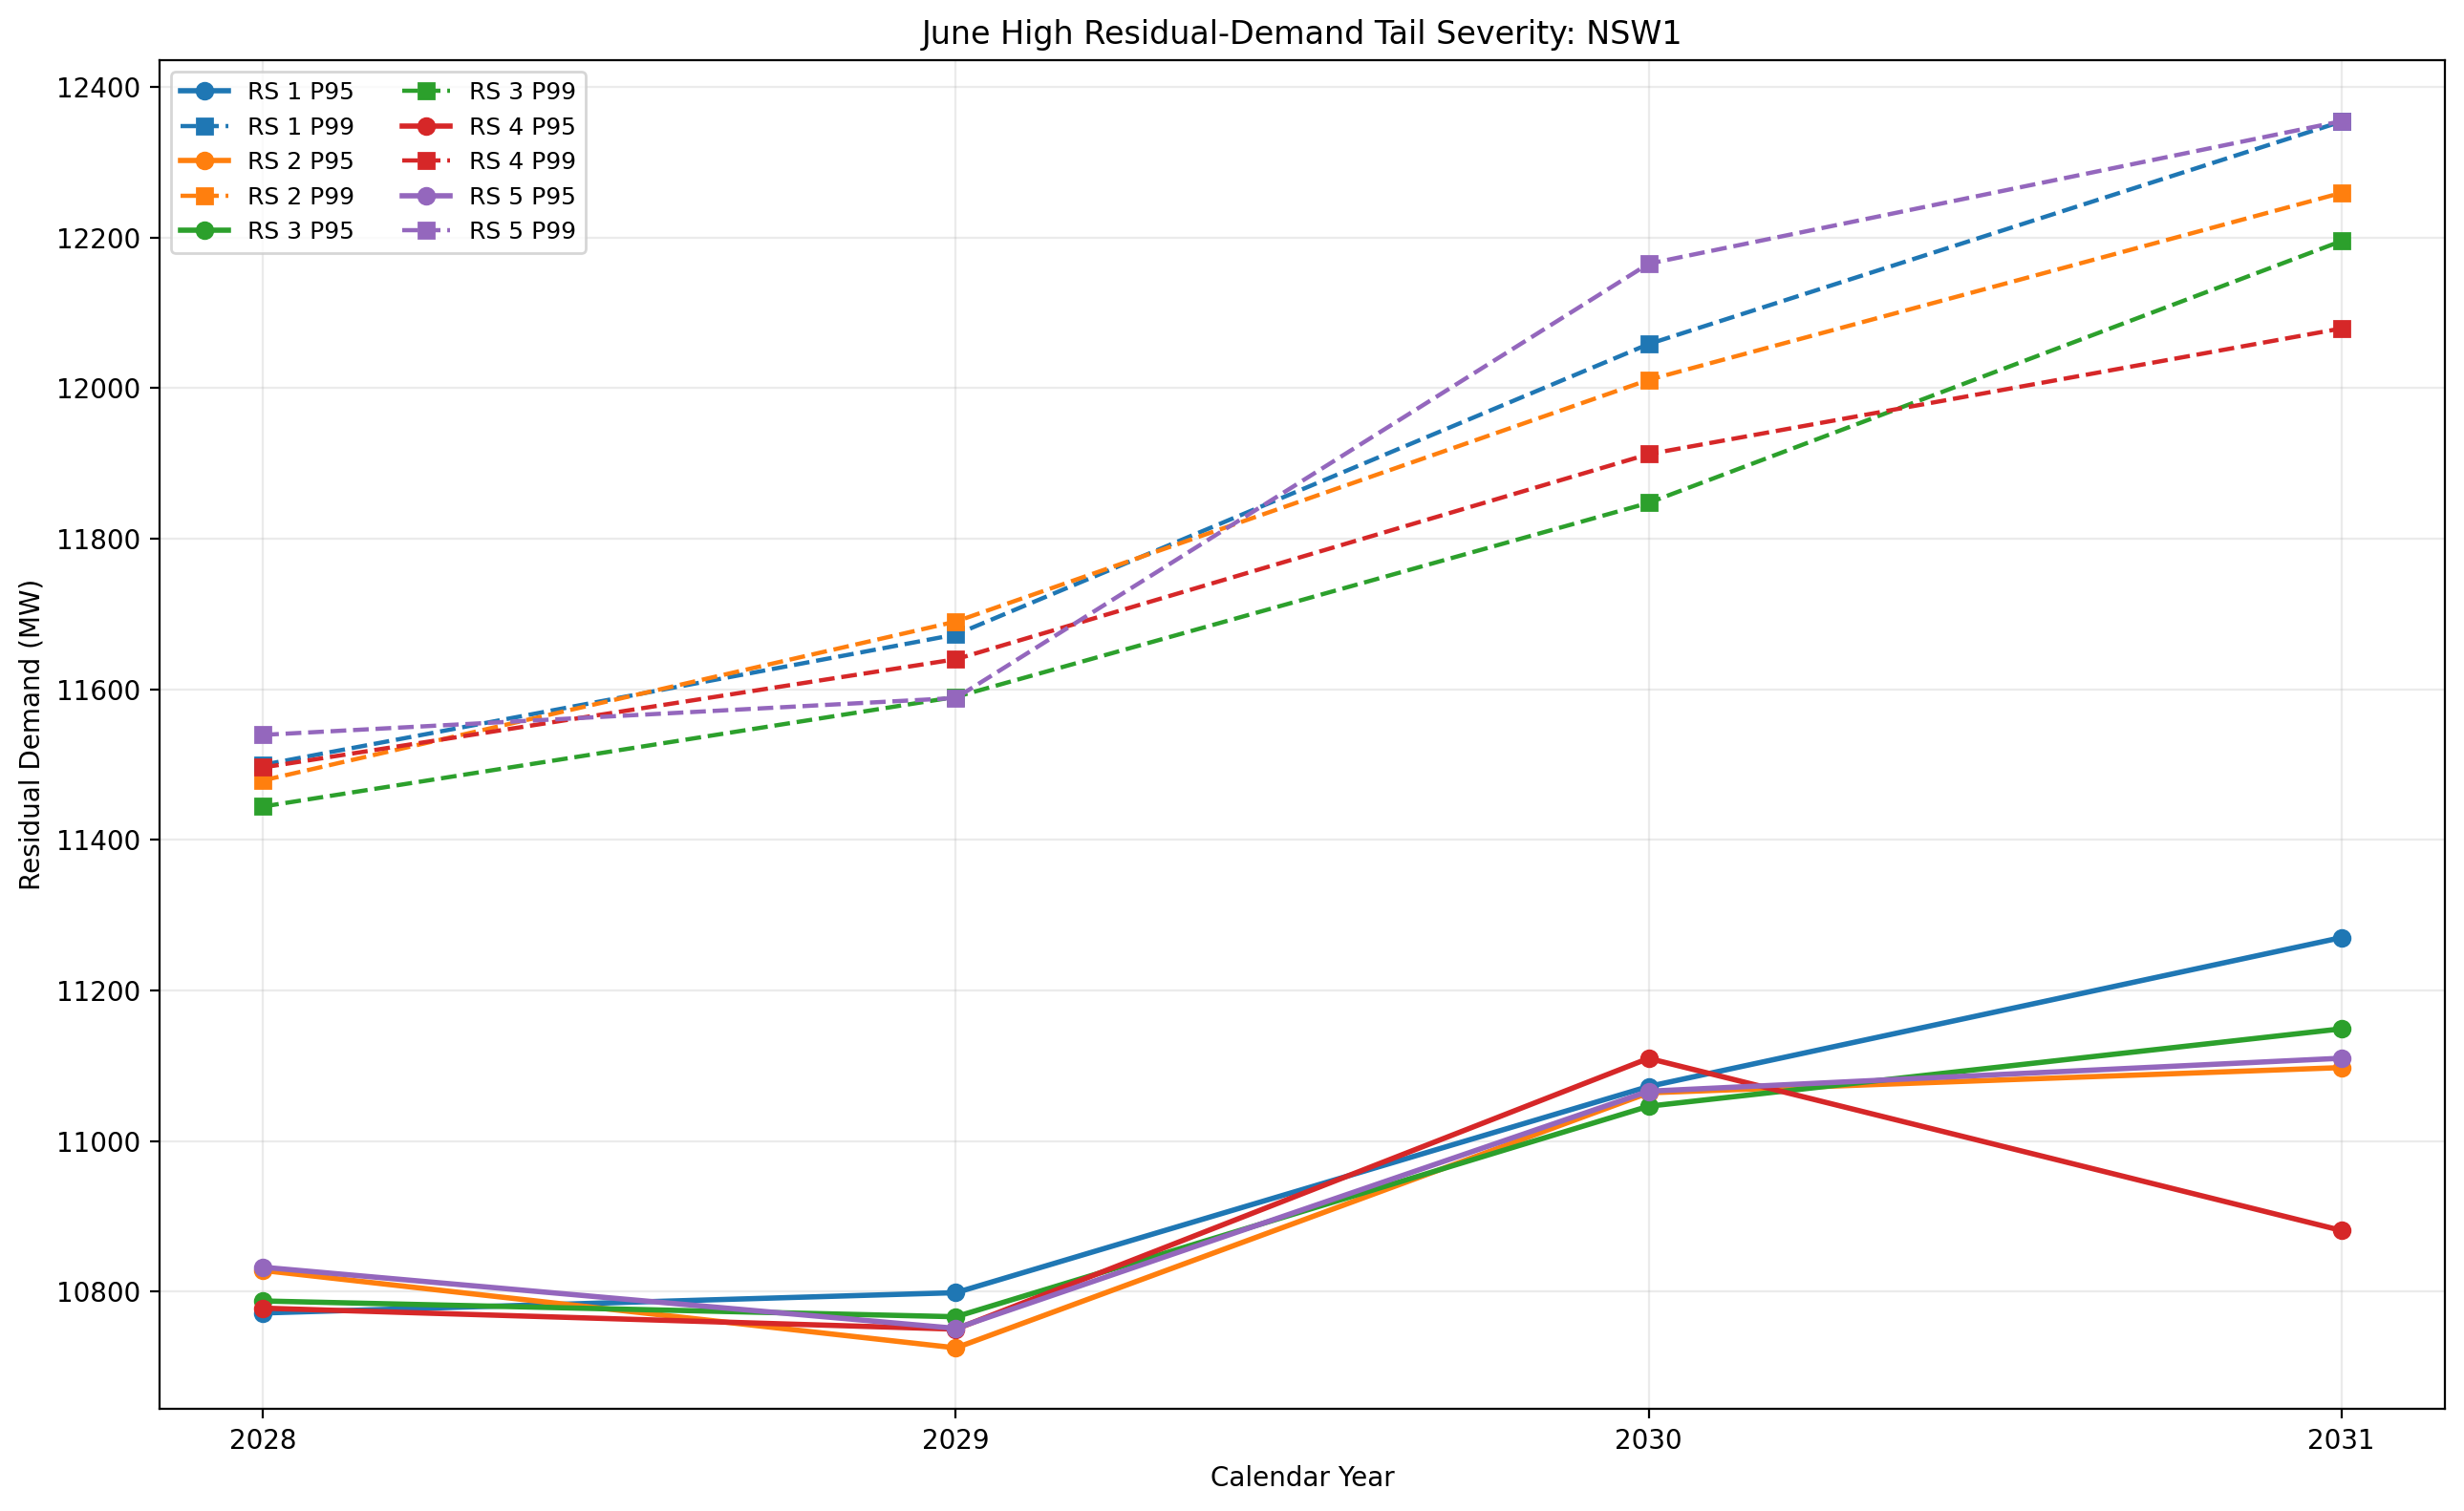 June High Residual-Demand Tail Severity: NSW1
RS 1 P95
RS 1 P99
RS 2 P95
RS 2 P99
RS 3 P95
RS 3 P99
RS 4 P95
RS 4 P99
RS 5 P95
RS 5 P99
Residual Demand (MW)
12400
12200
12000
11800
11600
11400
11200
11000
10800
2028
2029
2030
2031
Calendar Year